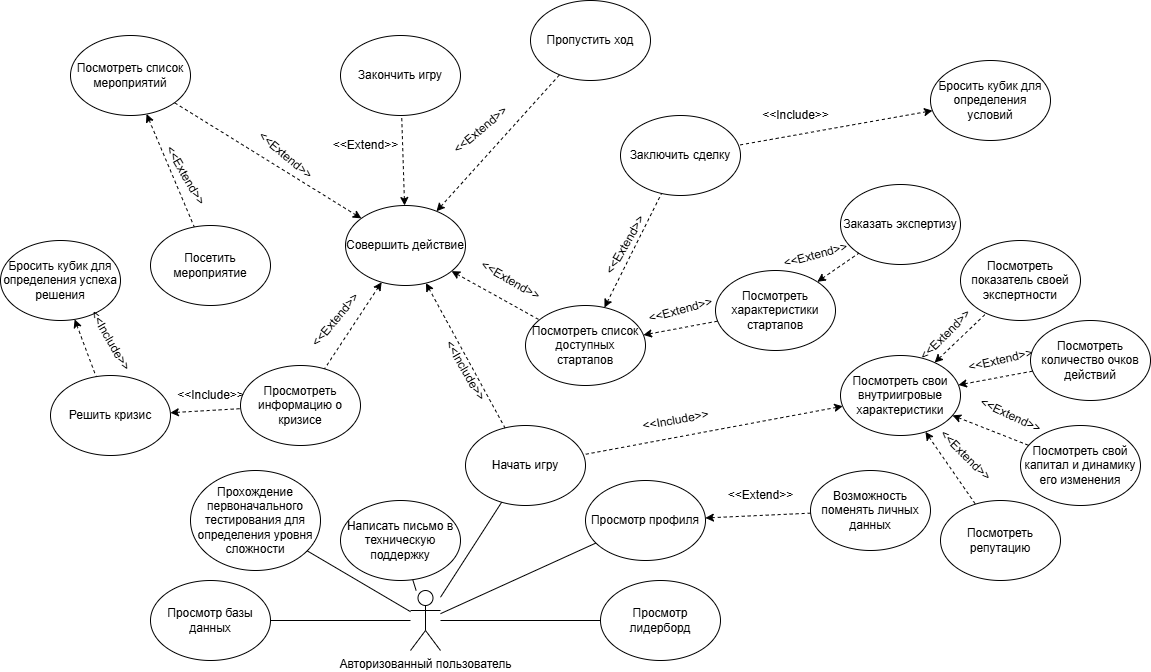 Пропустить ход
Посмотреть список
мероприятий
Закончить игру
<<Extend>>
<<Extend>>
<<Extend>>
<<Extend>>
<<Extend>>
Бросить кубик для
определения
условий
<<Include>>
Заключить сделку
Совершить действие
Посетить
мероприятие
Бросить кубик для
определения успеха
решения
<<Include>>
<<Extend>>
Заказать экспертизу
<<Extend>>
<<Extend>>
<<Extend>>
<<Extend>>
Посмотреть
характеристики
стартапов
Посмотреть список
доступных
стартапов
Посмотреть
показатель своей
экспертности
<<Extend>>
<<Extend>>
Посмотреть
количество очков
действий
Решить кризис
<<Include>>
Просмотреть
информацию о
кризисе
<<Include>>
<<Include>>
Посмотреть свои
внутриигровые
характеристики
<<Extend>>
<<Extend>>
Посмотреть свой
капитал и динамику
его изменения
Начать игру
Прохождение
первоначального
тестирования для
определения уровня
сложности
Написать письмо в
техническую
поддержку
Просмотр профиля
<<Extend>>
Возможность
поменять личных
данных
Посмотреть
репутацию
Просмотр базы
данных
Просмотр
лидерборд
Авторизованный пользователь